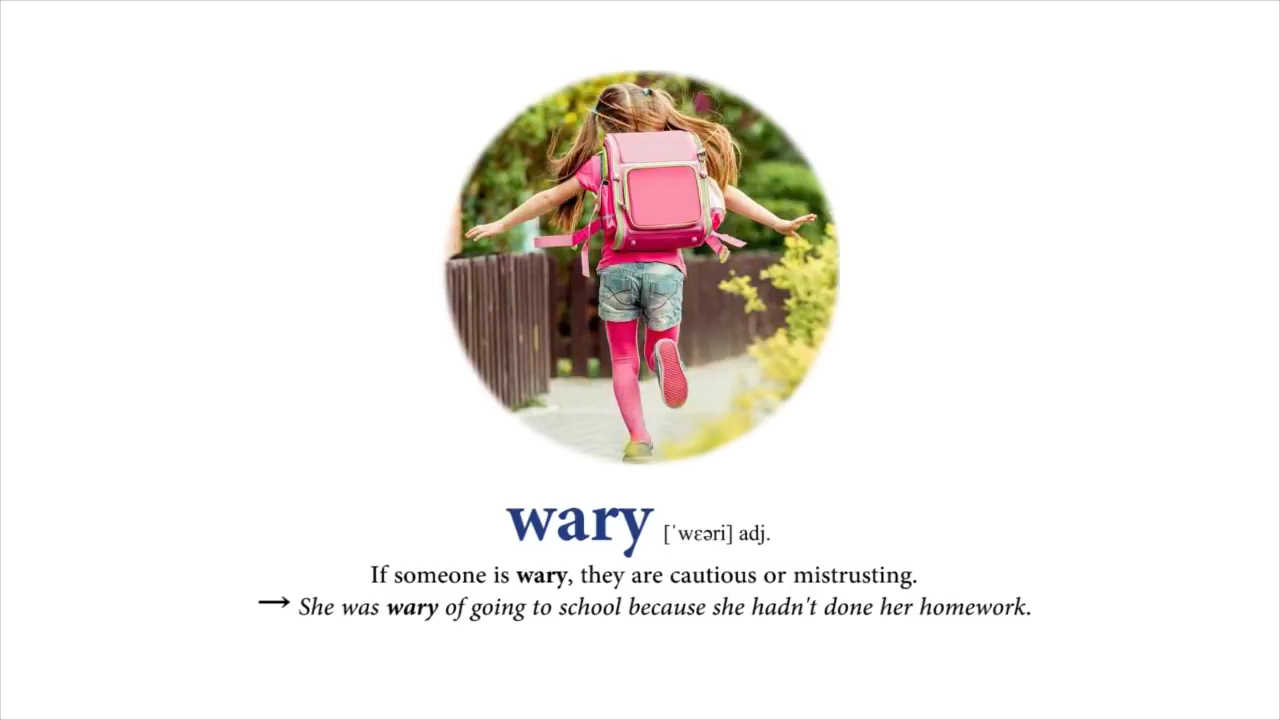 wary [ˈwɛəri] adj.
If someone is wary, they are cautious or mistrusting.
→ She was wary of going to school because she hadn't done her homework.